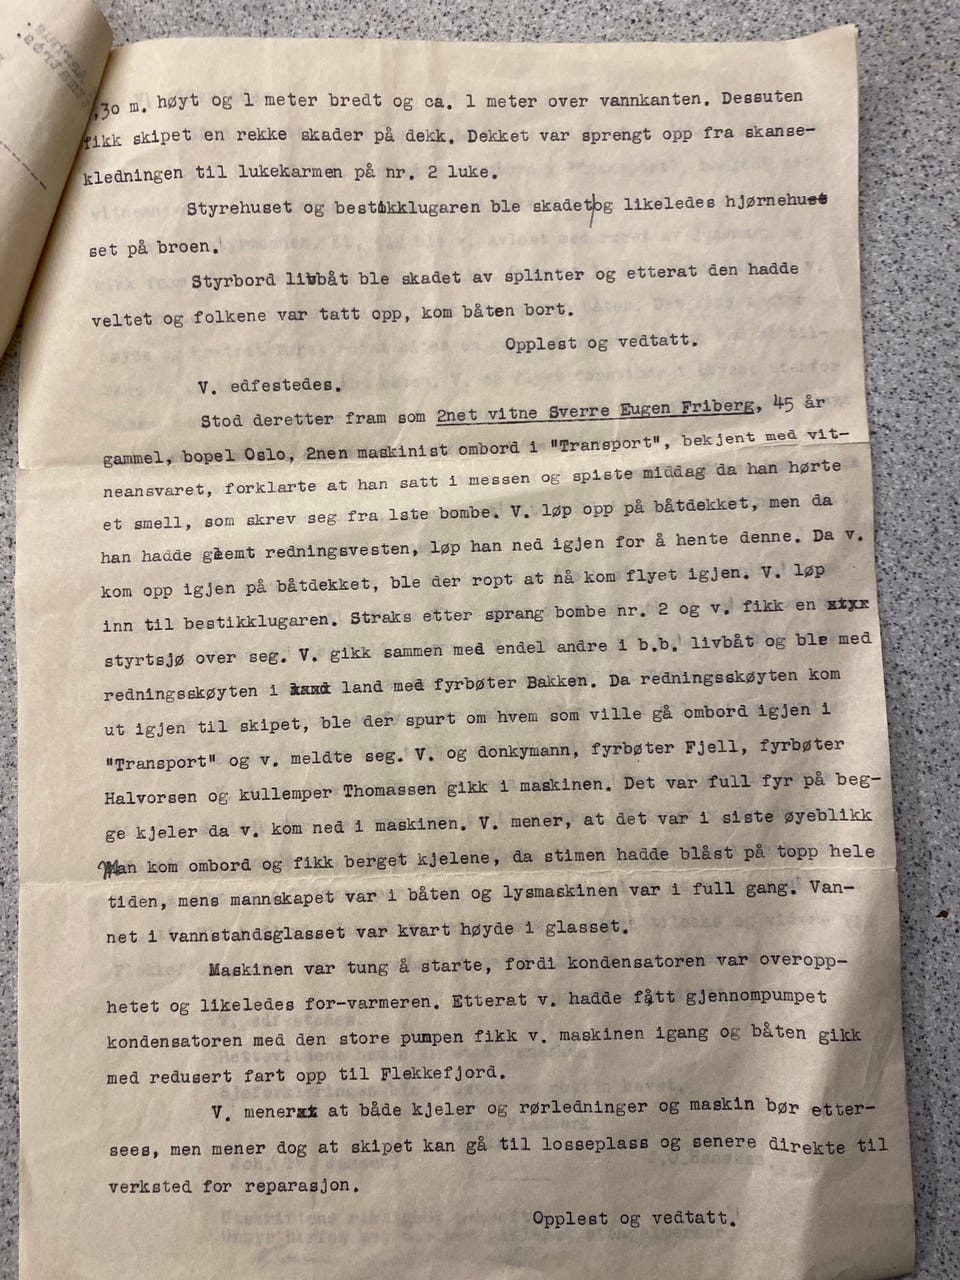 ,30 m. høyt og 1 meter bredt og ca. 1 meter over vannkanten. Dessuten
fikk skipet en rekke skader på dekk. Dekket var sprengt opp fra skanse-
kledningen til lukekarmen på nr. 2 luke.
Styrehuset og bestikklugaren ble skadet og likeledes hjørnehu
set på broen.
Styrbord livbåt ble skadet av splinter og etterat den hadde
veltet og folkene var tatt opp, kom båten bort.
Opplest og vedtatt.
V. edfestedes.
Stod deretter fram som 2net vitne Sverre Eugen Friberg, 45 år
gammel, bopel Oslo, 2nen maskinist ombord i "Transport", bekjent med vit-
neansvaret, forklarte at han satt i messen og spiste middag da han hørte
et smell, som skrev seg fra 1ste bombe. V. løp opp på båtdekket, men da
han hadde glemt redningsvesten, løp han ned igjen for å hente denne. Da v.
kom opp igjen på båtdekket, ble der ropt at nå kom flyet igjen. V. løp
inn til bestikklugaren. Straks etter sprang bombe nr. 2 og v. fikk en
styrtsjø over seg. V. gikk sammen med endel andre i b.b. livbåt og ble med
redningsskøyten i land med fyrbøter Bakken. Da redningsskøyten kom
ut igjen til skipet, ble der spurt om hvem som ville gå ombord igjen i
"Transport" og v. meldte seg. V. og donkymann, fyrbøter Fjell, fyrbøter
Halvorsen og kullemper Thomassen gikk i maskinen. Det var full fyr på beg-
ge kjeler da v. kom ned i maskinen. V. mener, at det var i siste øyeblikk
Man kom ombord og fikk berget kjelene, da stimen hadde blåst på topp hele
tiden, mens mannskapet var i båten og lysmaskinen var i full gang. Van-
net i vannstandsglasset var kvart høyde i glasset.
Maskinen var tung å starte, fordi kondensatoren var overopp-
hetet og likeledes for-varmeren. Etterat v. hadde fått gjennompumpet
kondensatoren med den store pumpen fikk v. maskinen igang og båten gikk
med redusert fart opp til Flekkefjord.
V. mener at både kjeler og rørledninger og maskin bør etter-
sees, men mener dog at skipet kan gå til losseplass og senere direkte til
verksted for reparasjon.
Opplest og vedtatt.